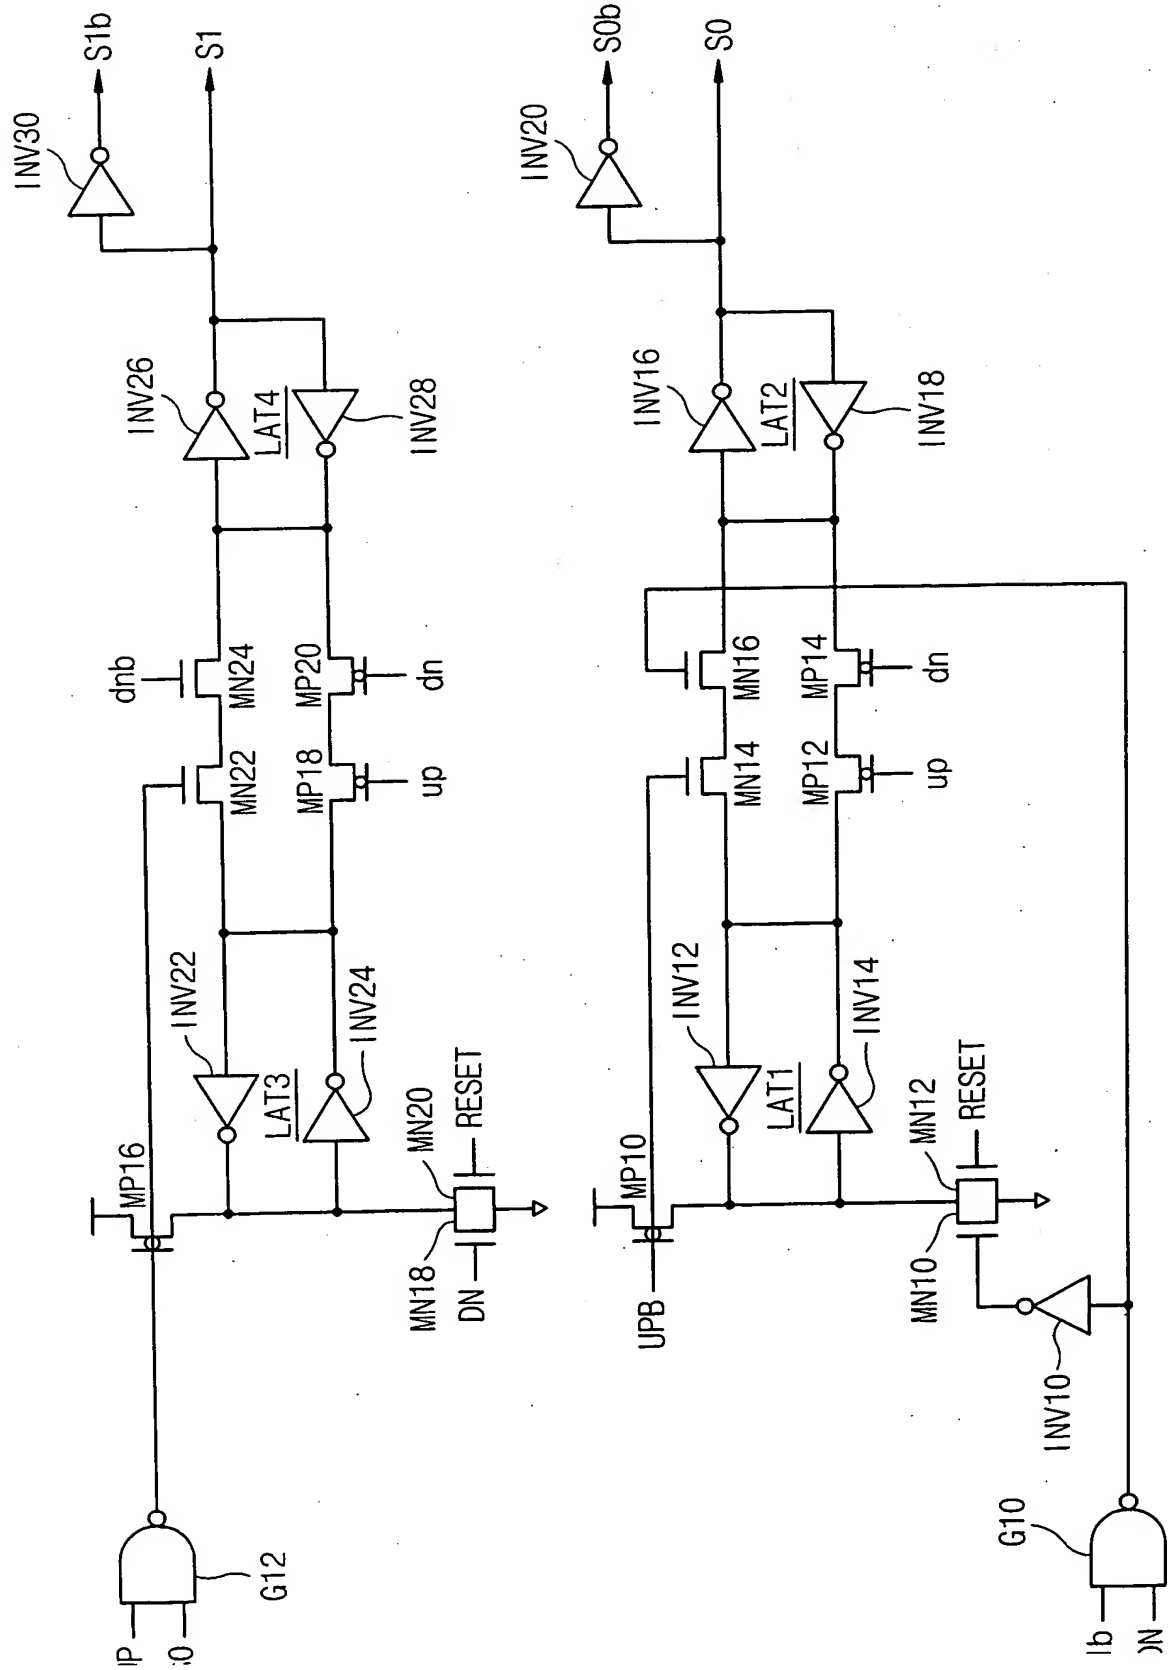 S1b
S1
INV30
INV26
LAT4
INV28
dnb
MN24
MP20
dn
MN22
MP18
up
INV22
LAT3
INV24
MP16
MN20
RESET
MN18
DN
G12
S0b
S0
INV20
INV16
LAT2
INV18
MN16
MP14
dn
MN14
MP12
up
INV12
LAT1
INV14
MP10
MN12
RESET
UPB
MN10
INV10
G10